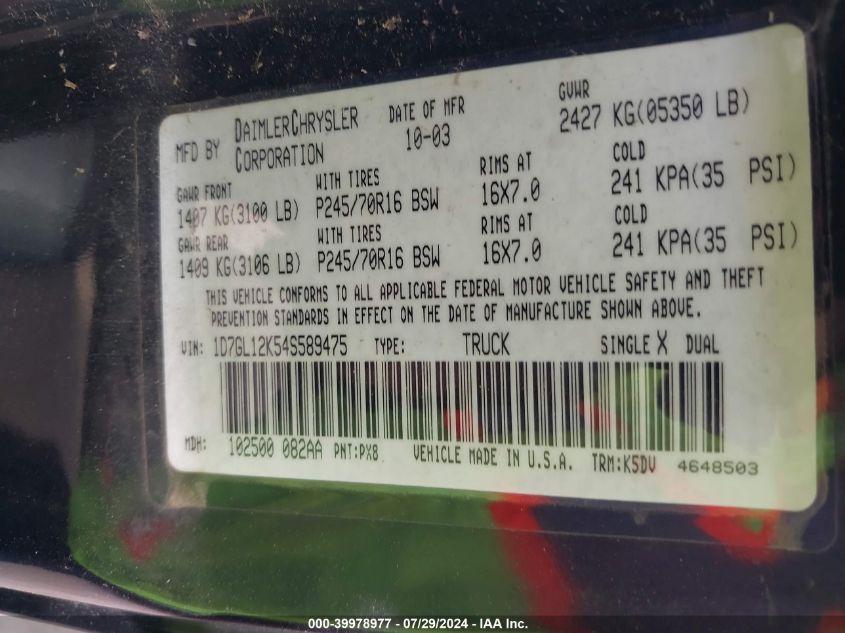 MFD BY DAIMLERCHRYSLER CORPORATION DATE OF MFR 10-03 GVWR 2427 KG(05350 LB)
GAWR FRONT WITH TIRES RIMS AT COLD
1407 KG(3100 LB) P245/70R16 BSW 16X7.0 241 KPA(35 PSI)
GAWR REAR WITH TIRES RIMS AT COLD
1409 KG(3106 LB) P245/70R16 BSW 16X7.0 241 KPA(35 PSI)
THIS VEHICLE CONFORMS TO ALL APPLICABLE FEDERAL MOTOR VEHICLE SAFETY AND THEFT
PREVENTION STANDARDS IN EFFECT ON THE DATE OF MANUFACTURE SHOWN ABOVE.
VIN: 1D7GL12K54S589475 TYPE: TRUCK SINGLE X DUAL
MDH: 102500 082AA PNT:PX8 VEHICLE MADE IN U.S.A. TRM:K5DV 4648503
000-39978977 - 07/29/2024 - IAA Inc.